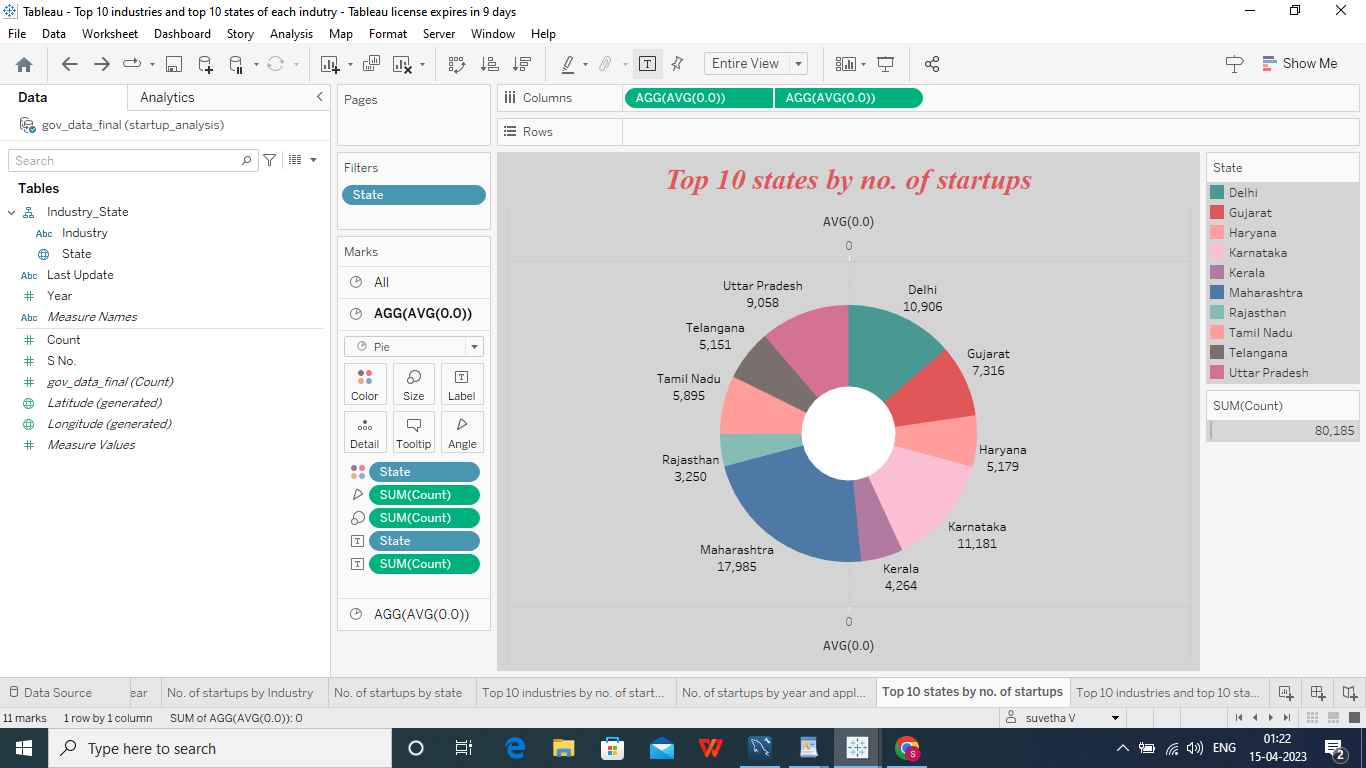 Tableau - Top 10 industries and top 10 states of each indutry - Tableau license expires in 9 days
File Data Worksheet Dashboard Story Analysis Map Format Server Window Help
Entire View
Show Me
Data Analytics
gov_data_final (startup_analysis)
Search
Tables
Industry_State
Abc Industry
State
Abc Last Update
Year
Abc Measure Names
Count
S No.
gov_data_final (Count)
Latitude (generated)
Longitude (generated)
Measure Values
Pages
Filters
State
Marks
All
AGG(AVG(0.0))
Pie
Color Size Label
Detail Tooltip Angle
State
SUM(Count)
SUM(Count)
State
SUM(Count)
AGG(AVG(0.0))
Columns AGG(AVG(0.0)) AGG(AVG(0.0))
Rows
Top 10 states by no. of startups
AVG(0.0)
0
Delhi
10,906
Gujarat
7,316
Haryana
5,179
Karnataka
11,181
Kerala
4,264
Maharashtra
17,985
Rajasthan
3,250
Tamil Nadu
5,895
Telangana
5,151
Uttar Pradesh
9,058
0
AVG(0.0)
State
Delhi
Gujarat
Haryana
Karnataka
Kerala
Maharashtra
Rajasthan
Tamil Nadu
Telangana
Uttar Pradesh
SUM(Count)
80,185
Data Source ear No. of startups by Industry No. of startups by state Top 10 industries by no. of start... No. of startups by year and appl... Top 10 states by no. of startups Top 10 industries and top 10 sta...
11 marks 1 row by 1 column SUM of AGG(AVG(0.0)): 0 suvetha V
Type here to search
ENG
01:22
15-04-2023
2